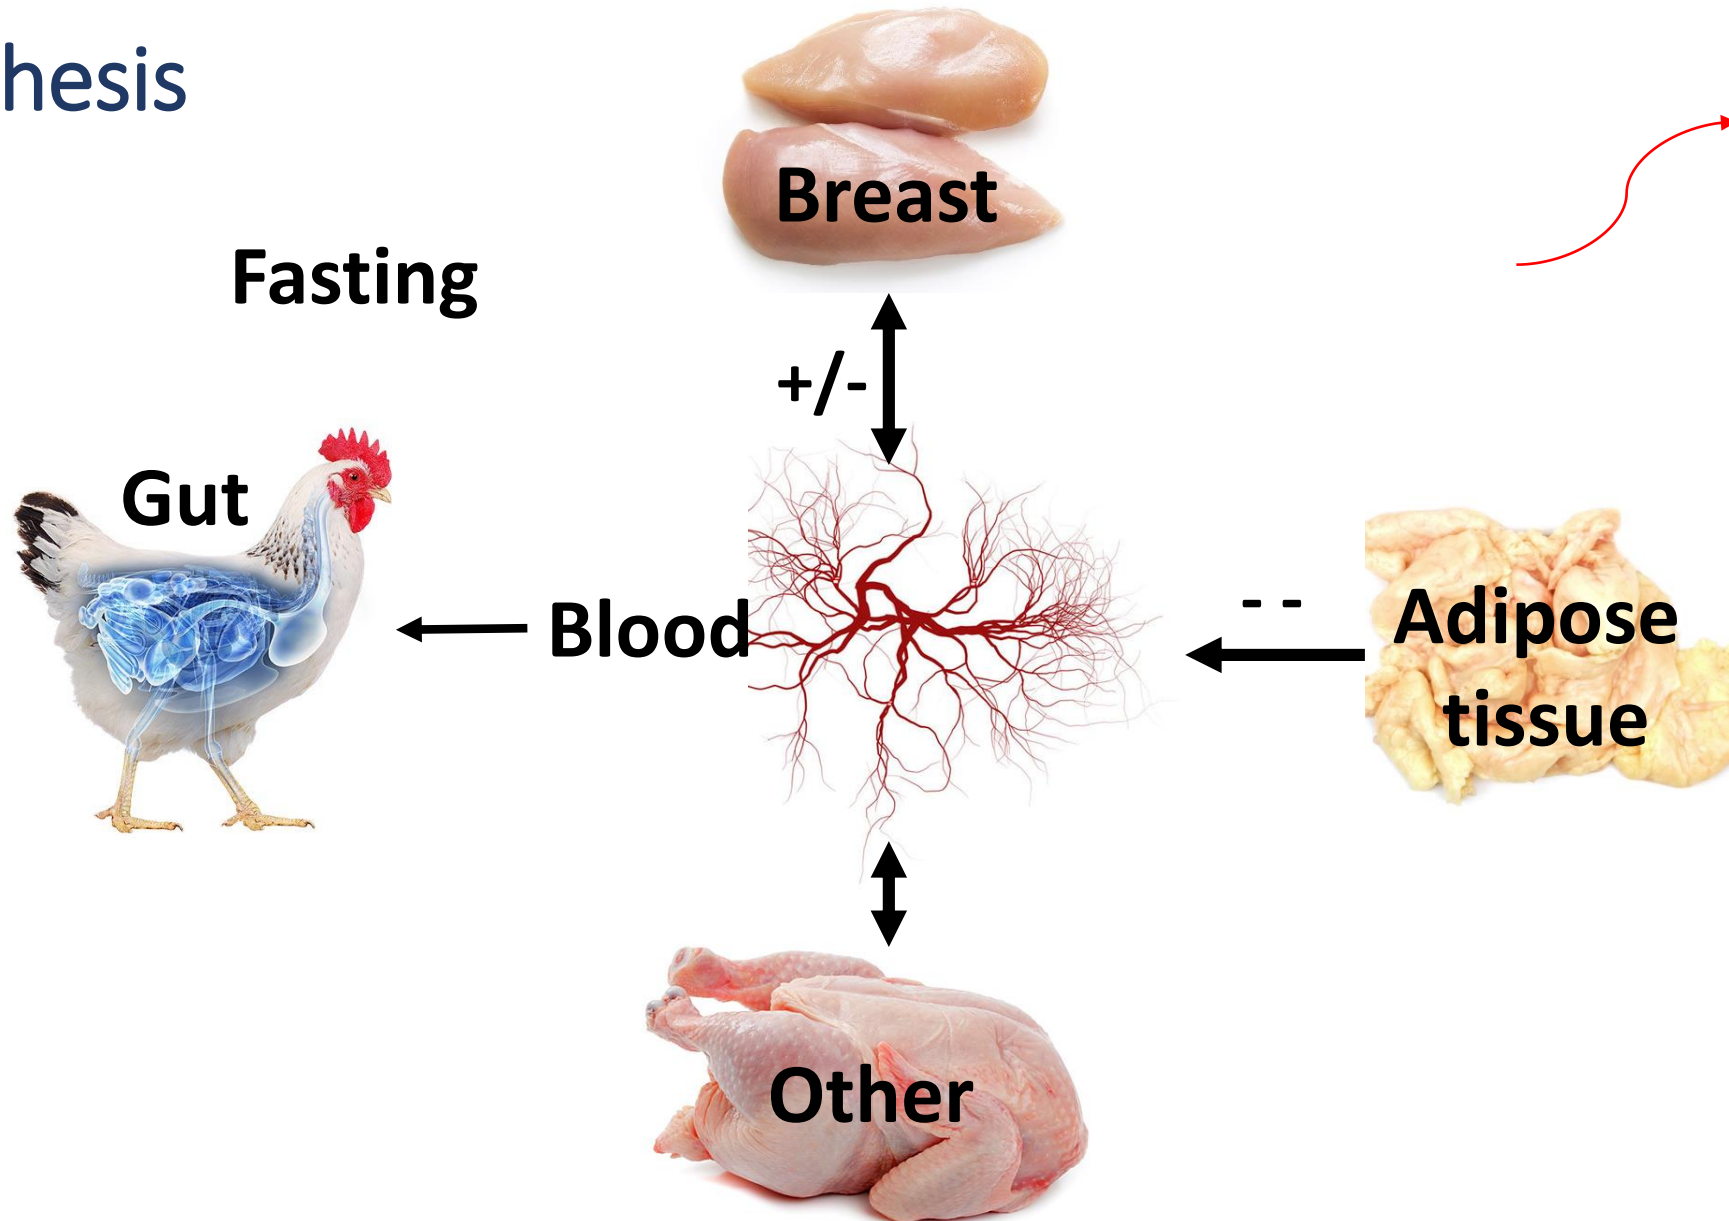 hesis
Breast
Fasting
+/-
Gut
Blood
- -
Adipose
tissue
Other